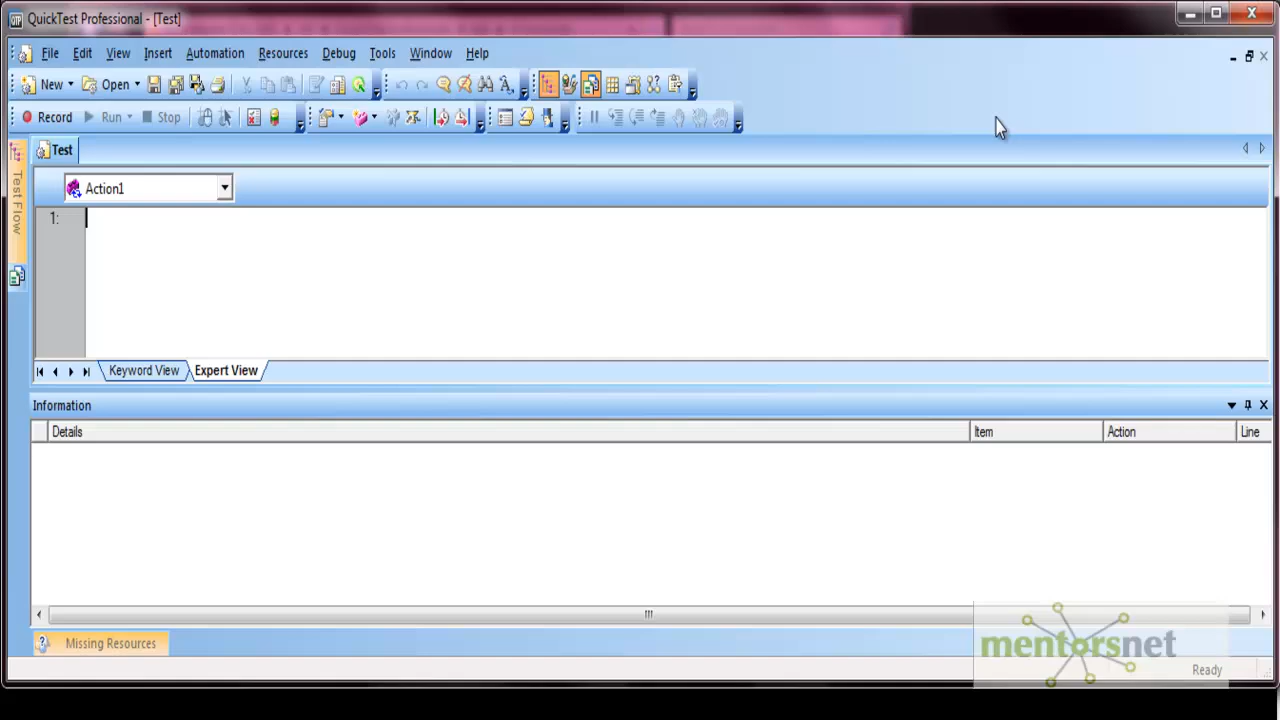 QTP QuickTest Professional - [Test]
File Edit View Insert Automation Resources Debug Tools Window Help
New Open
Record Run Stop
Test
Test Flow
Action1
1:
Keyword View Expert View
Information
Details Item Action Line
Missing Resources
mentorsnet
Ready